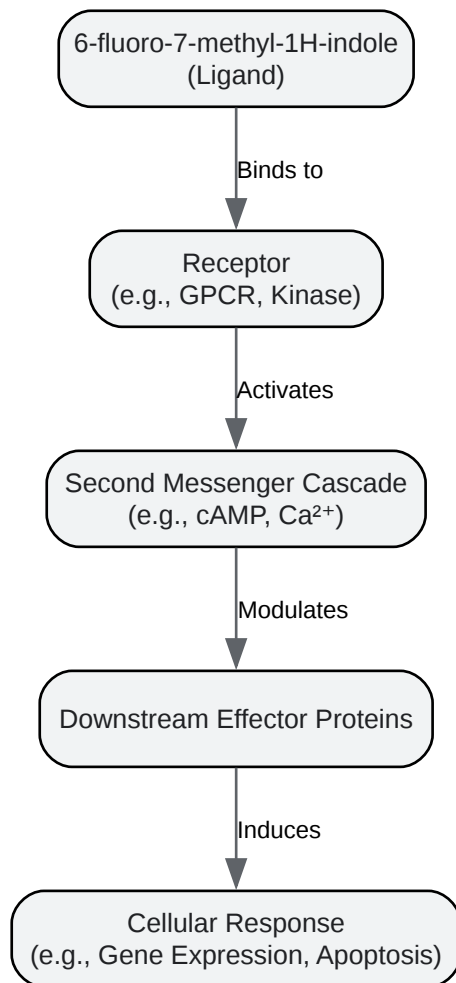 6-fluoro-7-methyl-1H-indole
(Ligand)
Binds to
Receptor
(e.g., GPCR, Kinase)
Activates
Second Messenger Cascade
(e.g., cAMP, Ca²⁺)
Modulates
Downstream Effector Proteins
Induces
Cellular Response
(e.g., Gene Expression, Apoptosis)